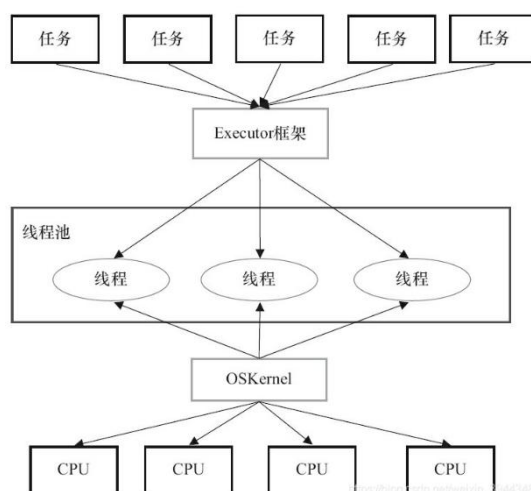 任务 任务 任务 任务 任务
Executor框架
线程池
线程 线程 线程
OSKernel
CPU CPU CPU CPU